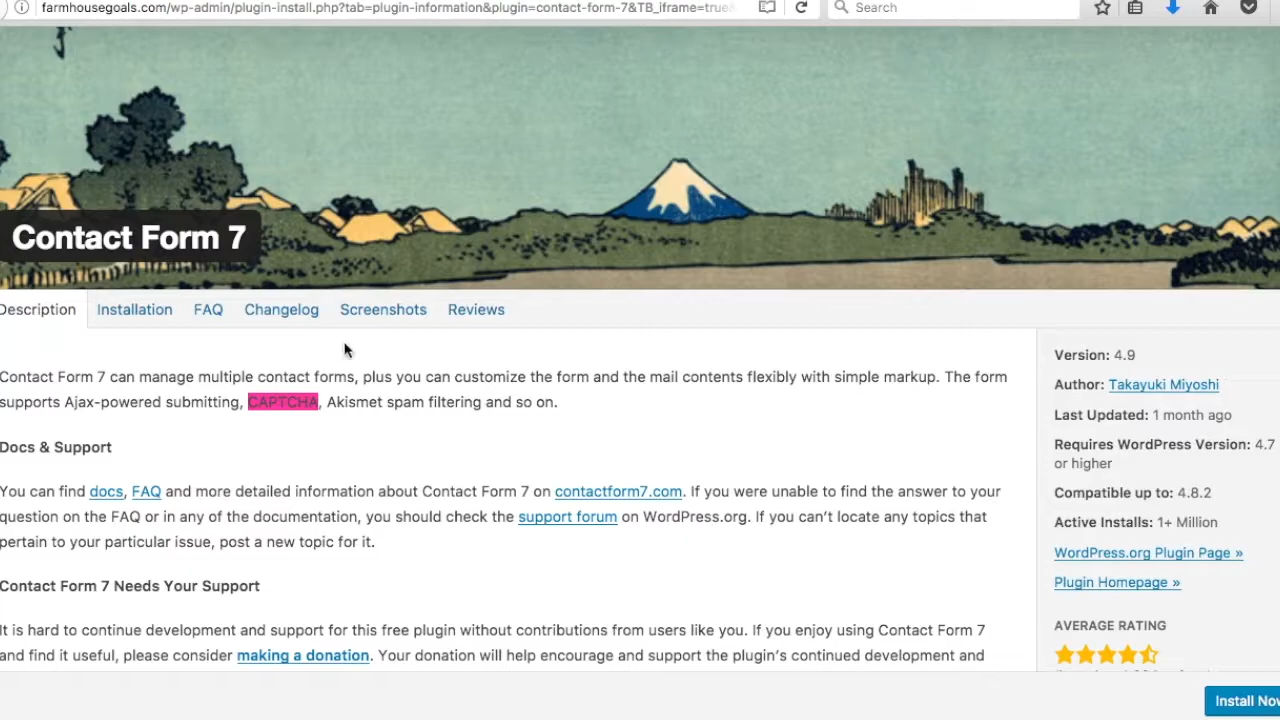 farmhousegoals.com/wp-admin/plugin-install.php?tab=plugin-information&plugin=contact-form-7&TB_iframe=true&
Search
Contact Form 7
Description Installation FAQ Changelog Screenshots Reviews
Contact Form 7 can manage multiple contact forms, plus you can customize the form and the mail contents flexibly with simple markup. The form
supports Ajax-powered submitting, CAPTCHA, Akismet spam filtering and so on.
Docs & Support
You can find docs, FAQ and more detailed information about Contact Form 7 on contactform7.com. If you were unable to find the answer to your
question on the FAQ or in any of the documentation, you should check the support forum on WordPress.org. If you can't locate any topics that
pertain to your particular issue, post a new topic for it.
Contact Form 7 Needs Your Support
It is hard to continue development and support for this free plugin without contributions from users like you. If you enjoy using Contact Form 7
and find it useful, please consider making a donation. Your donation will help encourage and support the plugin's continued development and
Version: 4.9
Author: Takayuki Miyoshi
Last Updated: 1 month ago
Requires WordPress Version: 4.7
or higher
Compatible up to: 4.8.2
Active Installs: 1+ Million
WordPress.org Plugin Page »
Plugin Homepage »
AVERAGE RATING
Install Now